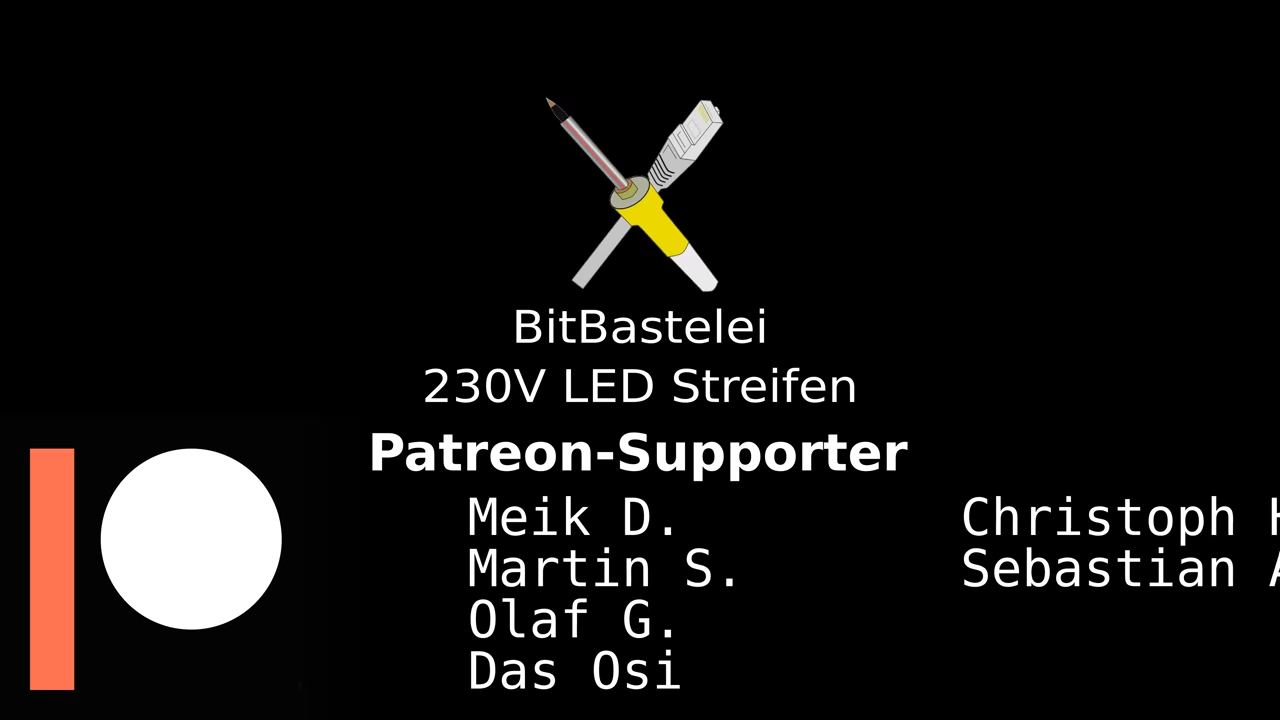 BitBastelei
230V LED Streifen
Patreon-Supporter
Meik D. Christoph
Martin S. Sebastian
Olaf G.
Das Osi